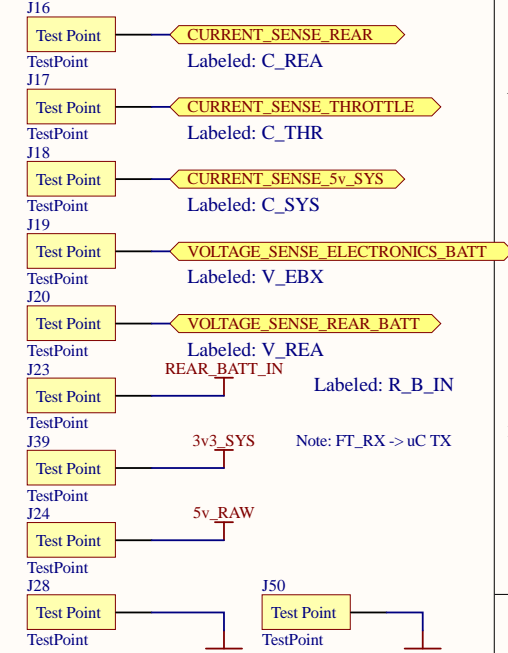 J16
Test Point
CURRENT_SENSE_REAR
TestPoint
Labeled: C_REA
J17
Test Point
CURRENT_SENSE_THROTTLE
TestPoint
Labeled: C_THR
J18
Test Point
CURRENT_SENSE_5v_SYS
TestPoint
Labeled: C_SYS
J19
Test Point
VOLTAGE_SENSE_ELECTRONICS_BATT
TestPoint
Labeled: V_EBX
J20
Test Point
VOLTAGE_SENSE_REAR_BATT
TestPoint
Labeled: V_REA
J23
REAR_BATT_IN
Test Point
Labeled: R_B_IN
TestPoint
J39
3v3_SYS
Note: FT_RX -> uC TX
Test Point
TestPoint
J24
5v_RAW
Test Point
TestPoint
J28
Test Point
TestPoint
J50
Test Point
TestPoint